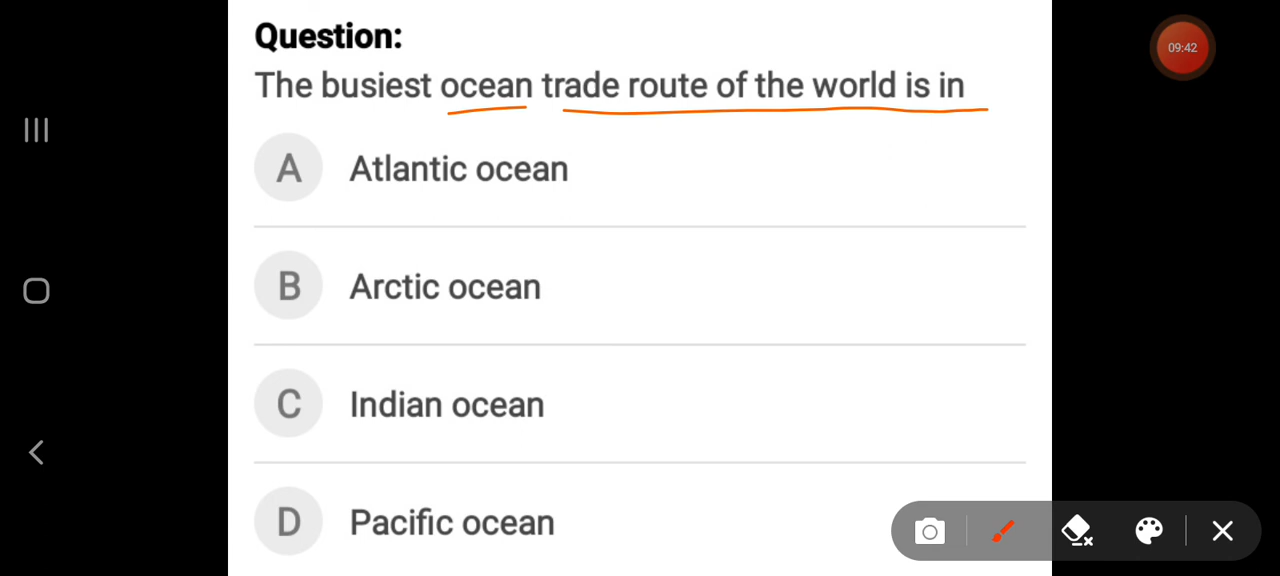 09:42
Question:
The busiest ocean trade route of the world is in
A Atlantic ocean
B Arctic ocean
C Indian ocean
D Pacific ocean